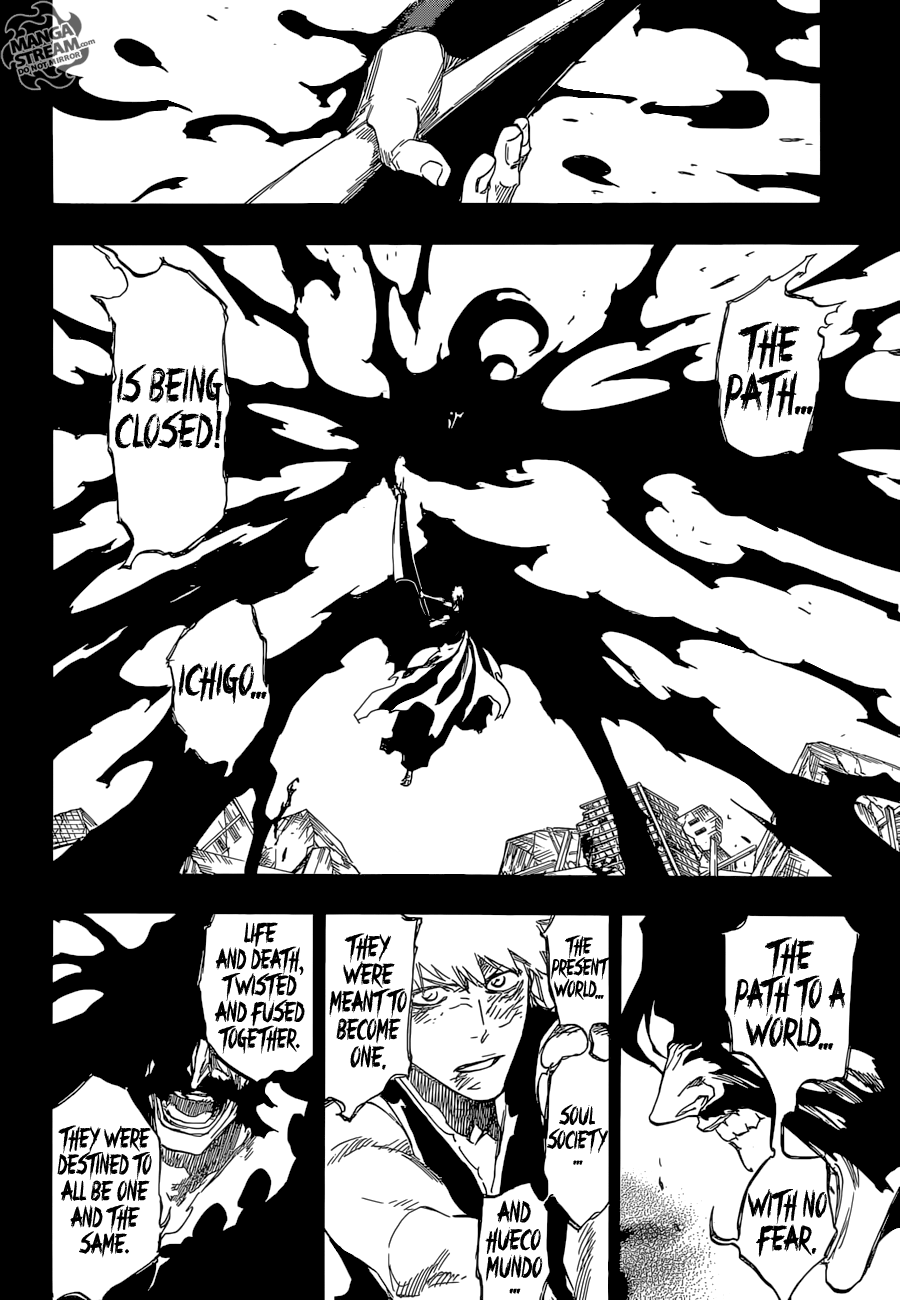 MANGA
STREAM.com
DO NOT MIRROR
THE
PATH...
IS BEING
CLOSED!
ICHIGO...
THE
PATH TO A
WORLD...
WITH NO
FEAR.
THE
PRESENT
WORLD...
SOUL
SOCIETY
...
AND
HUECO
MUNDO
...
THEY
WERE
MEANT TO
BECOME
ONE.
LIFE
AND DEATH,
TWISTED
AND FUSED
TOGETHER.
THEY WERE
DESTINED TO
ALL BE ONE
AND THE
SAME.